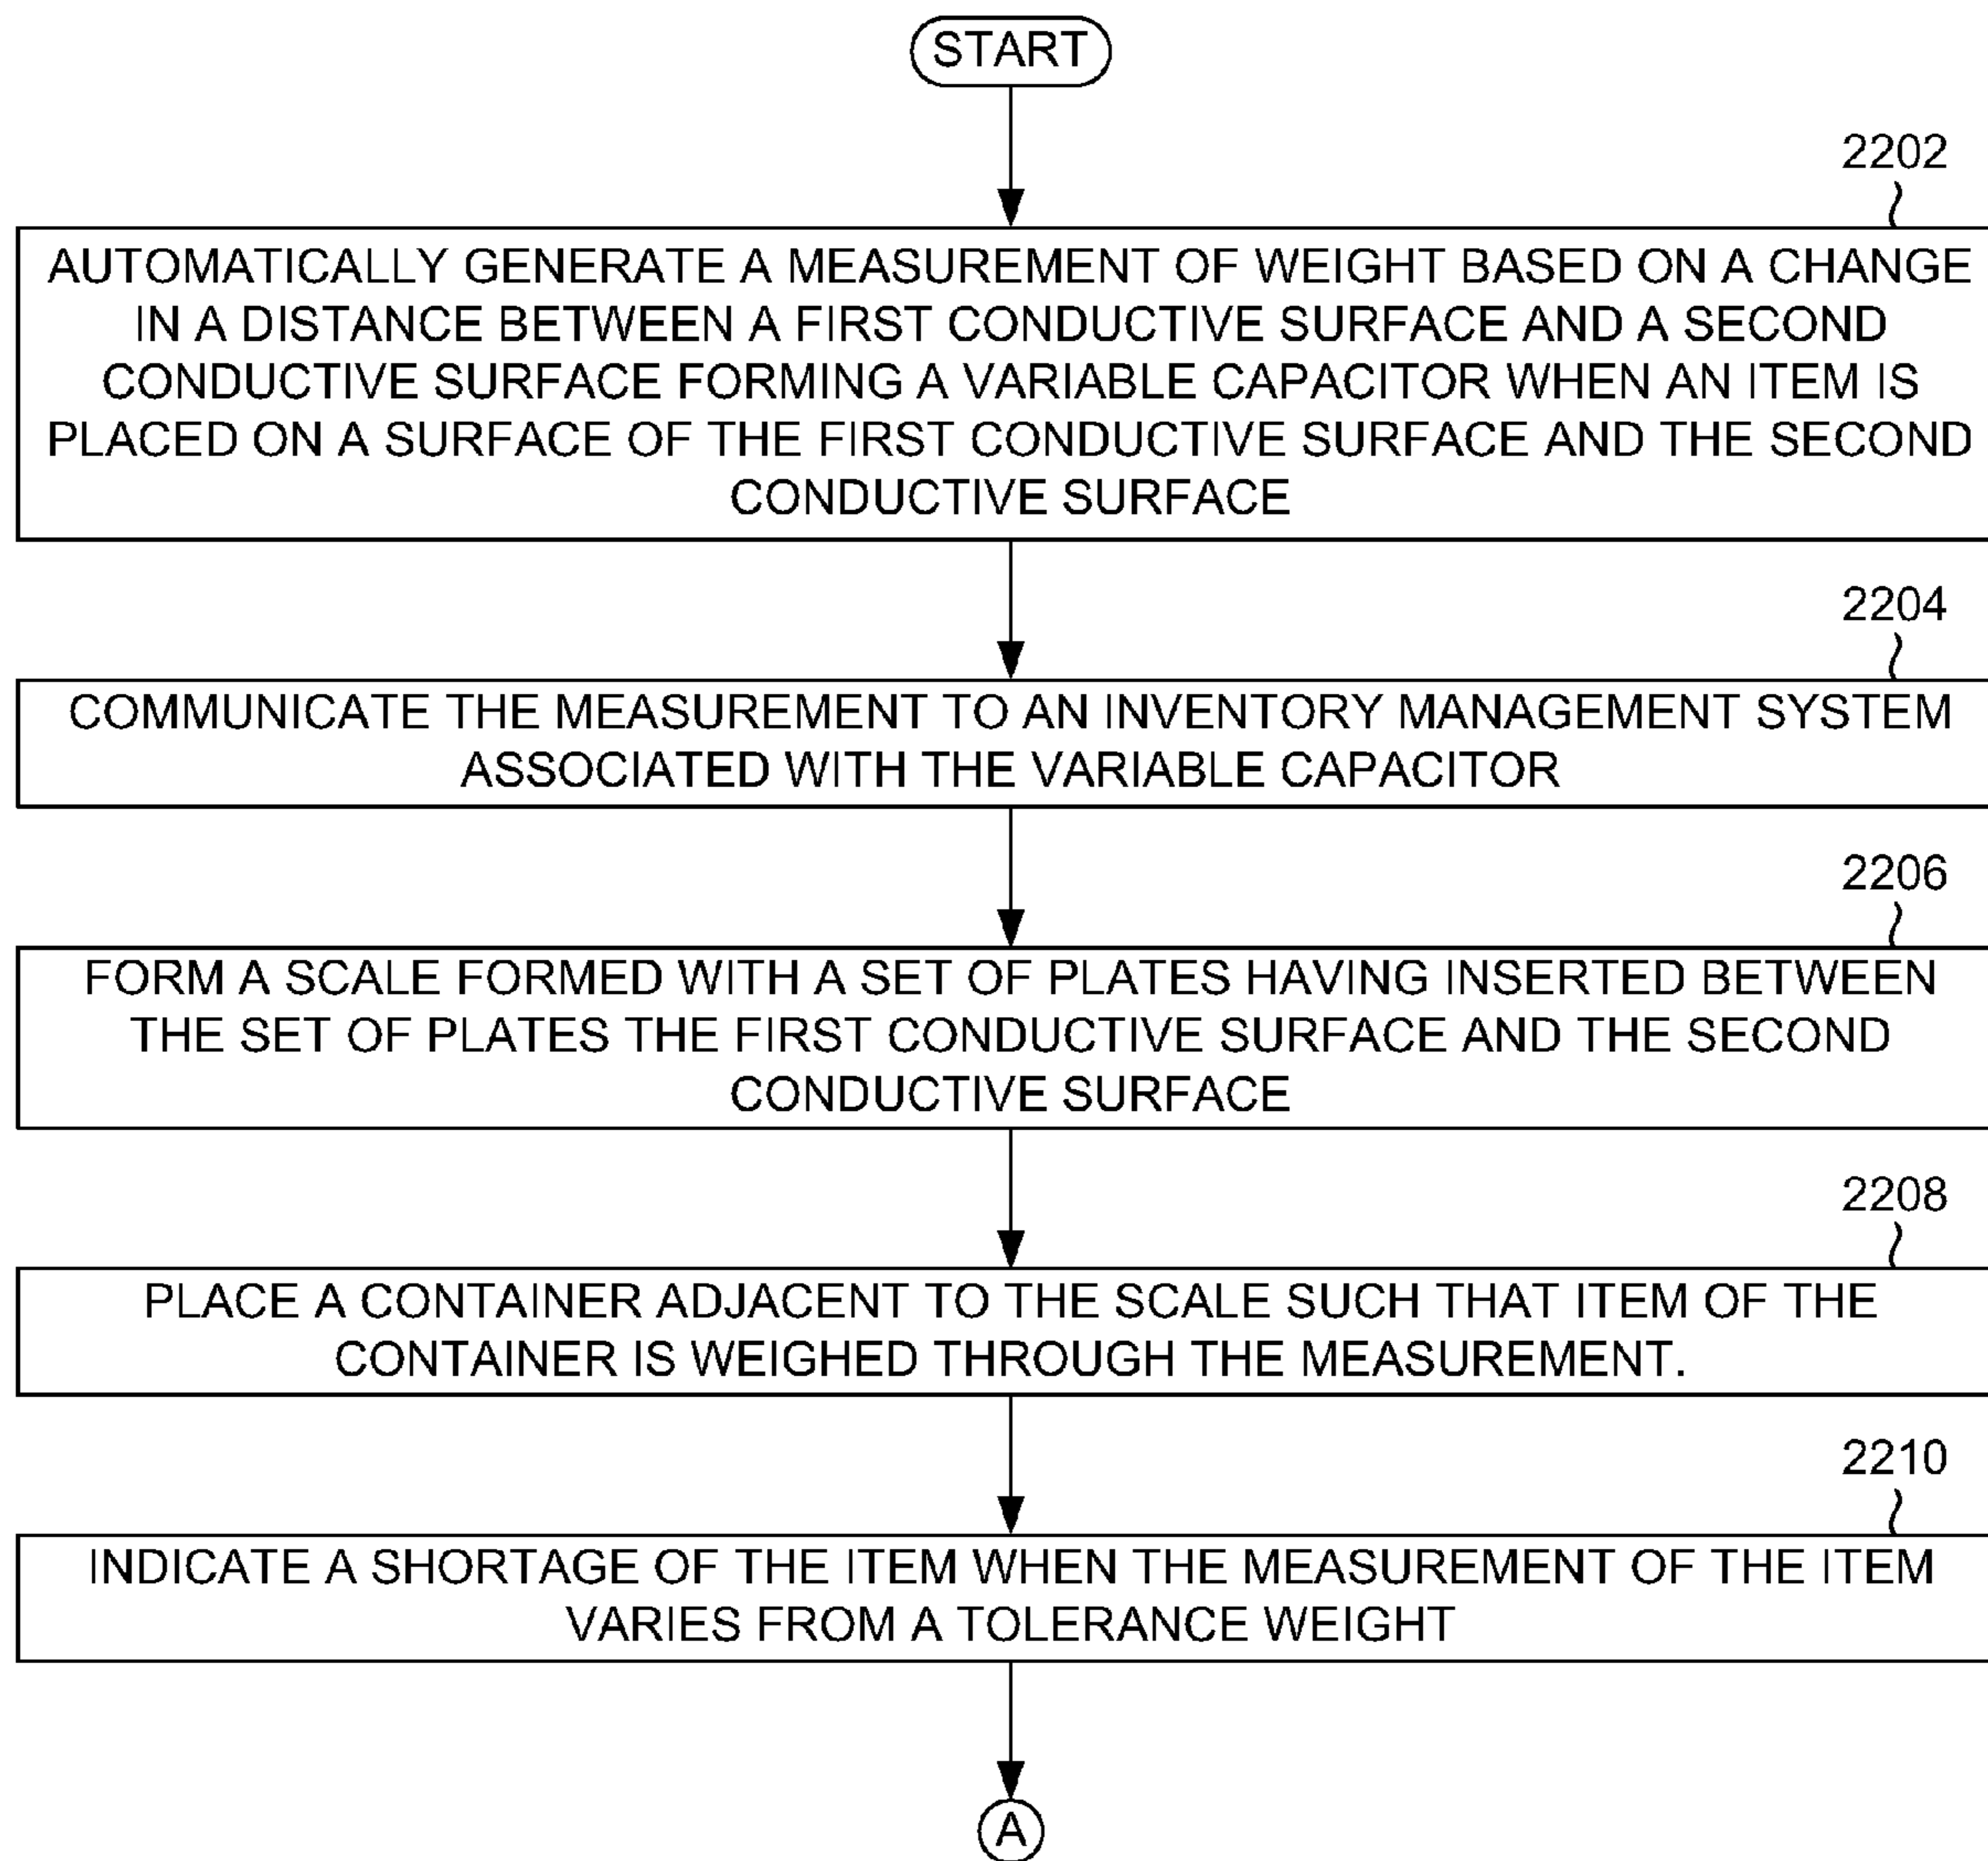 START
2202
AUTOMATICALLY GENERATE A MEASUREMENT OF WEIGHT BASED ON A CHANGE
IN A DISTANCE BETWEEN A FIRST CONDUCTIVE SURFACE AND A SECOND
CONDUCTIVE SURFACE FORMING A VARIABLE CAPACITOR WHEN AN ITEM IS
PLACED ON A SURFACE OF THE FIRST CONDUCTIVE SURFACE AND THE SECOND
CONDUCTIVE SURFACE
2204
COMMUNICATE THE MEASUREMENT TO AN INVENTORY MANAGEMENT SYSTEM
ASSOCIATED WITH THE VARIABLE CAPACITOR
2206
FORM A SCALE FORMED WITH A SET OF PLATES HAVING INSERTED BETWEEN
THE SET OF PLATES THE FIRST CONDUCTIVE SURFACE AND THE SECOND
CONDUCTIVE SURFACE
2208
PLACE A CONTAINER ADJACENT TO THE SCALE SUCH THAT ITEM OF THE
CONTAINER IS WEIGHED THROUGH THE MEASUREMENT.
2210
INDICATE A SHORTAGE OF THE ITEM WHEN THE MEASUREMENT OF THE ITEM
VARIES FROM A TOLERANCE WEIGHT
A